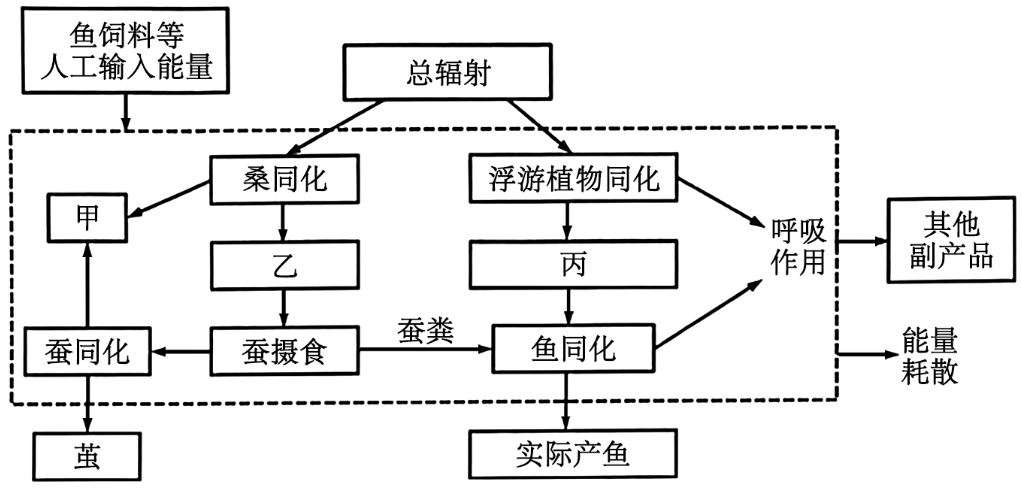 鱼饲料等
人工输入能量
总辐射
桑同化
浮游植物同化
甲
呼吸
作用
其他
副产品
乙
丙
蚕同化
蚕摄食
蚕粪
鱼同化
能量
耗散
茧
实际产鱼